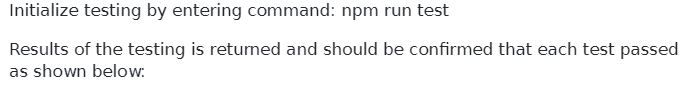 Initialize testing by entering command: npm run test
Results of the testing is returned and should be confirmed that each test passed
as shown below: